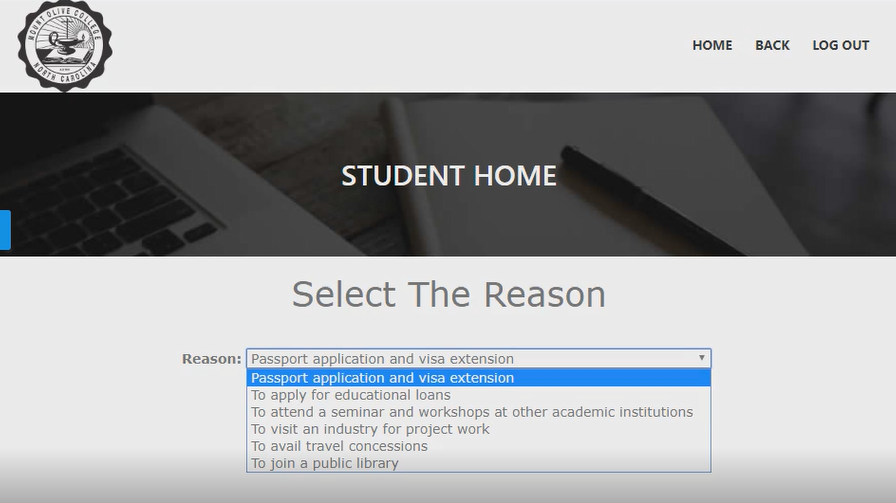 MOUNT OLIVE COLLEGE
NORTH CAROLINA
HOME BACK LOG OUT
STUDENT HOME
Select The Reason
Reason: Passport application and visa extension
Passport application and visa extension
To apply for educational loans
To attend a seminar and workshops at other academic institutions
To visit an industry for project work
To avail travel concessions
To join a public library